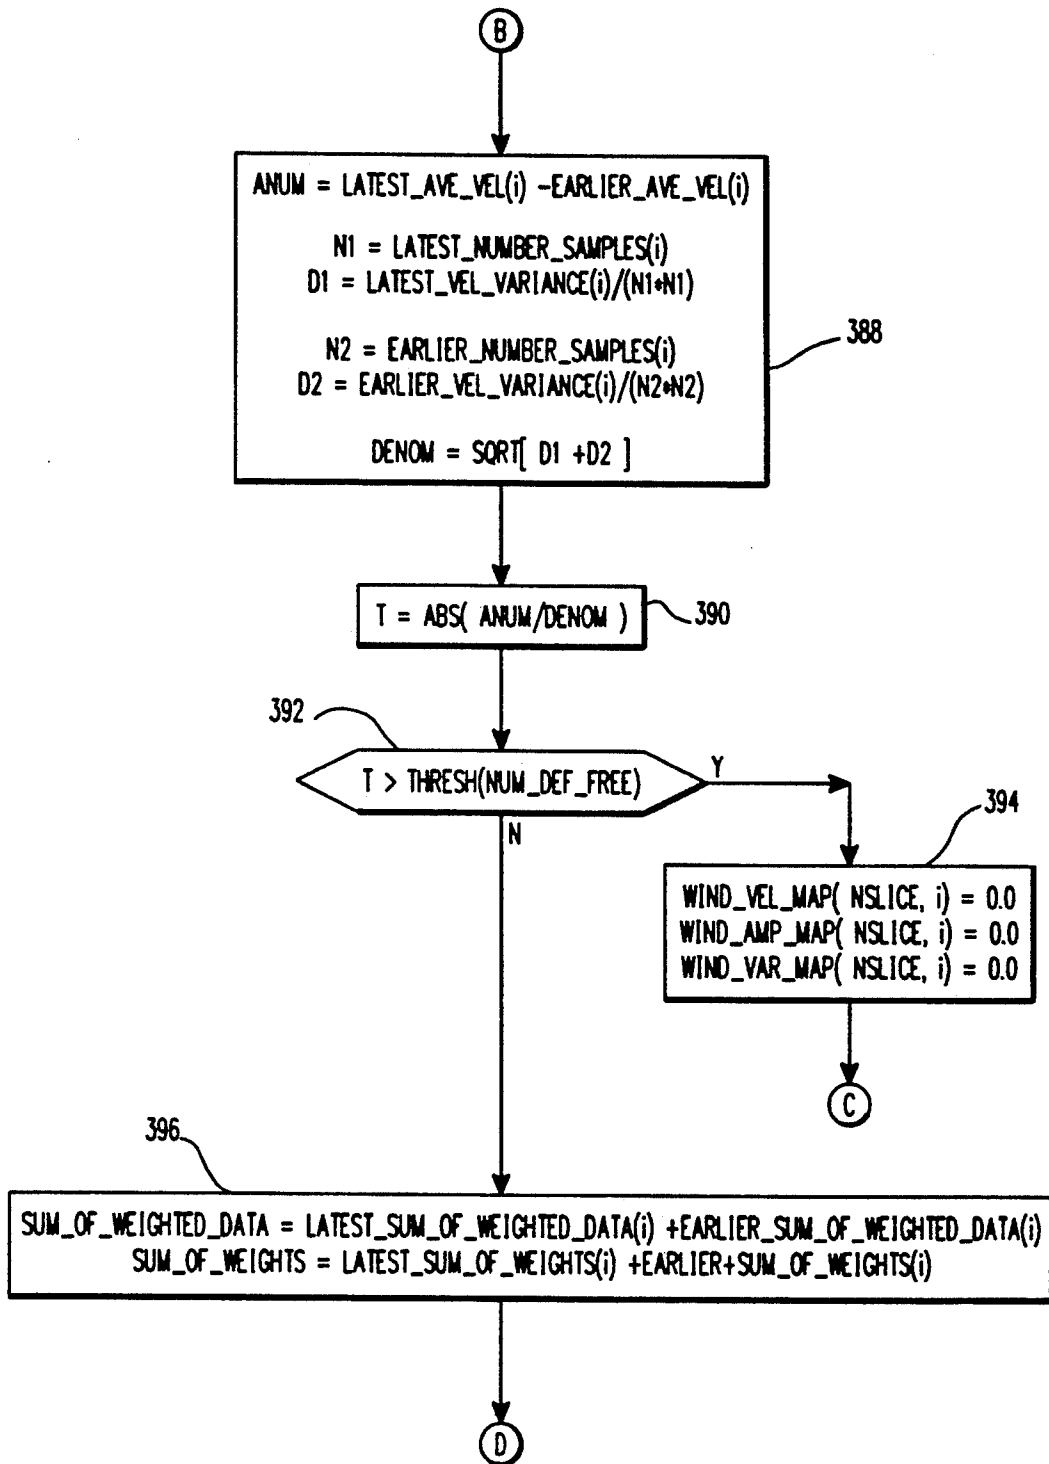 B
ANUM = LATEST_AVE_VEL(i) -EARLIER_AVE_VEL(i)
N1 = LATEST_NUMBER_SAMPLES(i)
D1 = LATEST_VEL_VARIANCE(i)/(N1*N1)
N2 = EARLIER_NUMBER_SAMPLES(i)
D2 = EARLIER_VEL_VARIANCE(i)/(N2*N2)
DENOM = SQRT[ D1 +D2 ]
388
T = ABS( ANUM/DENOM )
390
392
T > THRESH(NUM_DEF_FREE)
Y
N
394
WIND_VEL_MAP( NSLICE, i) = 0.0
WIND_AMP_MAP( NSLICE, i) = 0.0
WIND_VAR_MAP( NSLICE, i) = 0.0
C
396
SUM_OF_WEIGHTED_DATA = LATEST_SUM_OF_WEIGHTED_DATA(i) +EARLIER_SUM_OF_WEIGHTED_DATA(i)
SUM_OF_WEIGHTS = LATEST_SUM_OF_WEIGHTS(i) +EARLIER+SUM_OF_WEIGHTS(i)
D